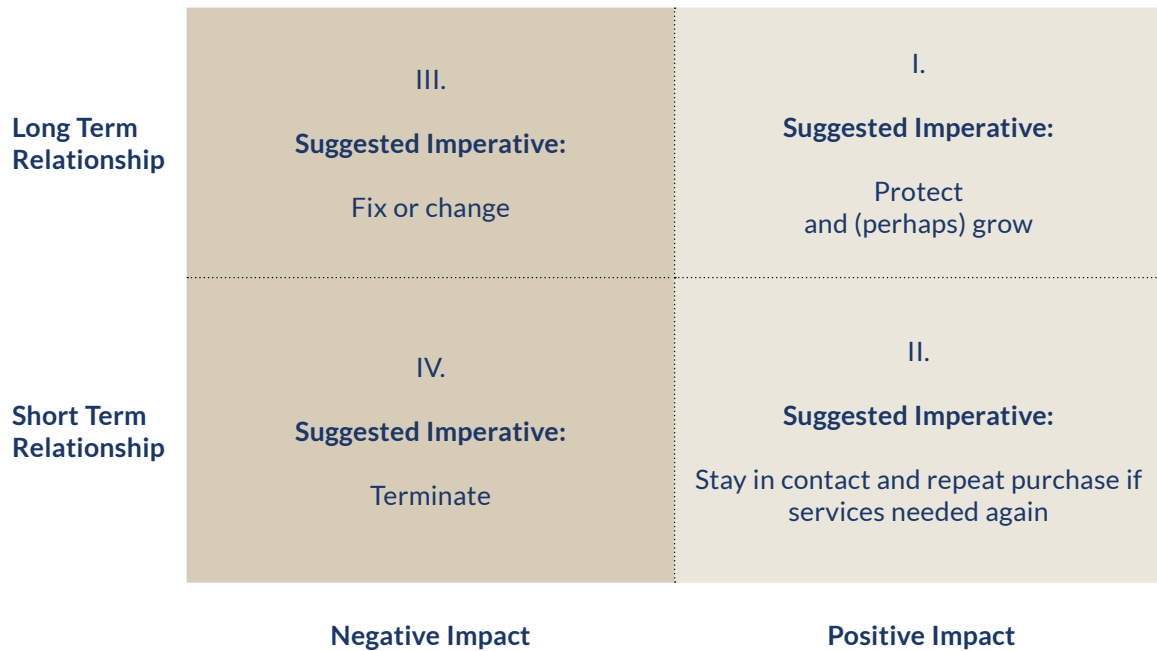 Long Term
Relationship
III.
Suggested Imperative:
Fix or change
I.
Suggested Imperative:
Protect
and (perhaps) grow
Short Term
Relationship
IV.
Suggested Imperative:
Terminate
II.
Suggested Imperative:
Stay in contact and repeat purchase if
services needed again
Negative Impact
Positive Impact